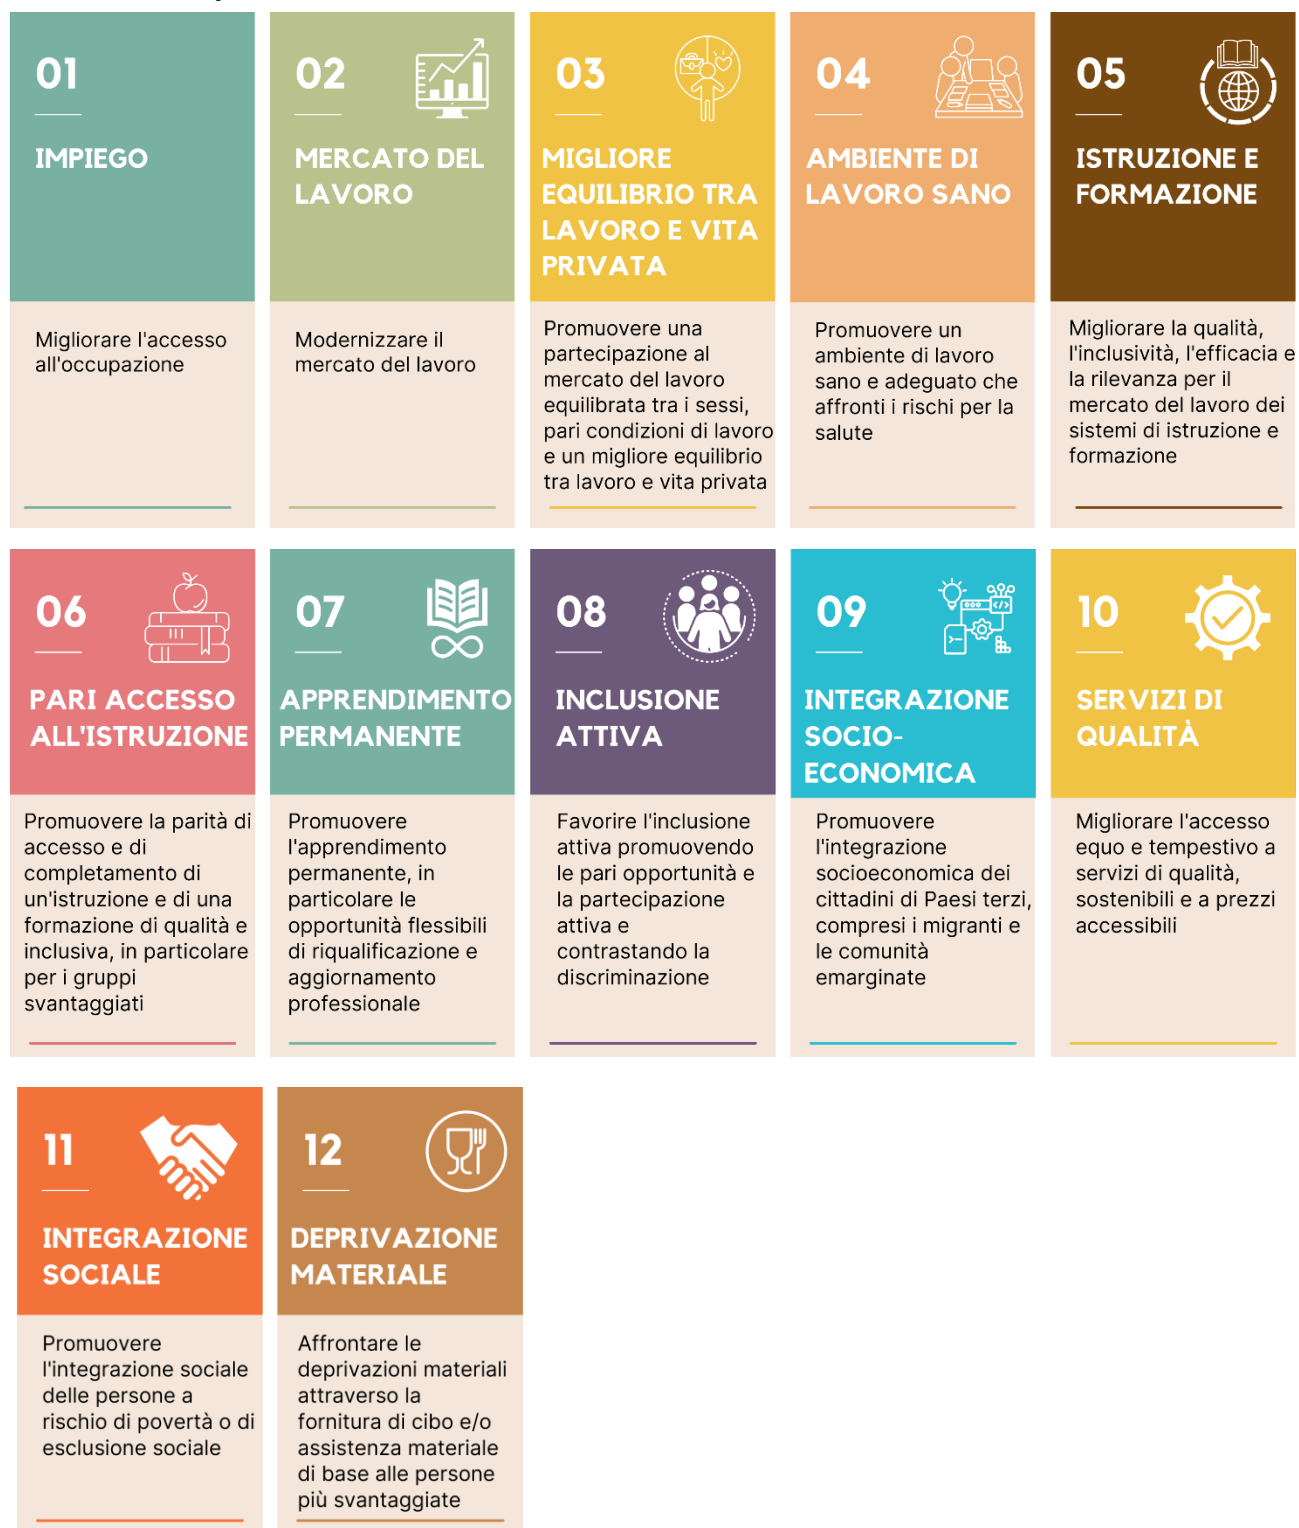 01
IMPIEGO
Migliorare l'accesso
all'occupazione
02
MERCATO DEL
LAVORO
Modernizzare il
mercato del lavoro
03
MIGLIORE
EQUILIBRIO TRA
LAVORO E VITA
PRIVATA
Promuovere una
partecipazione al
mercato del lavoro
equilibrata tra i sessi,
pari condizioni di lavoro
e un migliore equilibrio
tra lavoro e vita privata
04
AMBIENTE DI
LAVORO SANO
Promuovere un
ambiente di lavoro
sano e adeguato che
affronti i rischi per la
salute
05
ISTRUZIONE E
FORMAZIONE
Migliorare la qualità,
l'inclusività, l'efficacia e
la rilevanza per il
mercato del lavoro dei
sistemi di istruzione e
formazione
06
PARI ACCESSO
ALL'ISTRUZIONE
Promuovere la parità di
accesso e di
completamento di
un'istruzione e di una
formazione di qualità e
inclusiva, in particolare
per i gruppi
svantaggiati
07
APPRENDIMENTO
PERMANENTE
Promuovere
l'apprendimento
permanente, in
particolare le
opportunità flessibili
di riqualificazione e
aggiornamento
professionale
08
INCLUSIONE
ATTIVA
Favorire l'inclusione
attiva promuovendo
le pari opportunità e
la partecipazione
attiva e
contrastando la
discriminazione
09
INTEGRAZIONE
SOCIO-
ECONOMICA
Promuovere
l'integrazione
socioeconomica dei
cittadini di Paesi terzi,
compresi i migranti e
le comunità
emarginate
10
SERVIZI DI
QUALITÀ
Migliorare l'accesso
equo e tempestivo a
servizi di qualità,
sostenibili e a prezzi
accessibili
11
INTEGRAZIONE
SOCIALE
Promuovere
l'integrazione sociale
delle persone a
rischio di povertà o di
esclusione sociale
12
DEPRIVAZIONE
MATERIALE
Affrontare le
deprivazioni materiali
attraverso la
fornitura di cibo e/o
assistenza materiale
di base alle persone
più svantaggiate